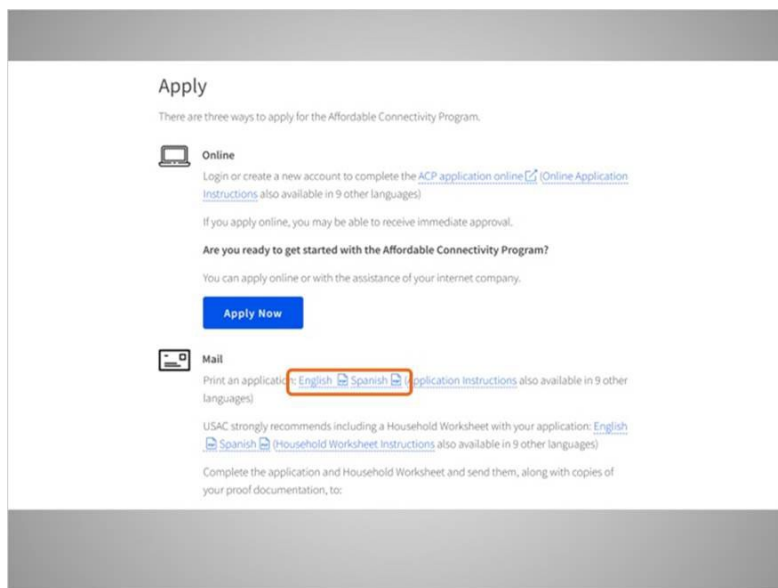 Apply
There are three ways to apply for the Affordable Connectivity Program.
Online
Login or create a new account to complete the ACP application online (Online Application
Instructions also available in 9 other languages)
If you apply online, you may be able to receive immediate approval.
Are you ready to get started with the Affordable Connectivity Program?
You can apply online or with the assistance of your internet company.
Apply Now
Mail
Print an application: English Spanish (Application Instructions also available in 9 other
languages)
USAC strongly recommends including a Household Worksheet with your application: English
Spanish (Household Worksheet Instructions also available in 9 other languages)
Complete the application and Household Worksheet and send them, along with copies of
your proof documentation, to: